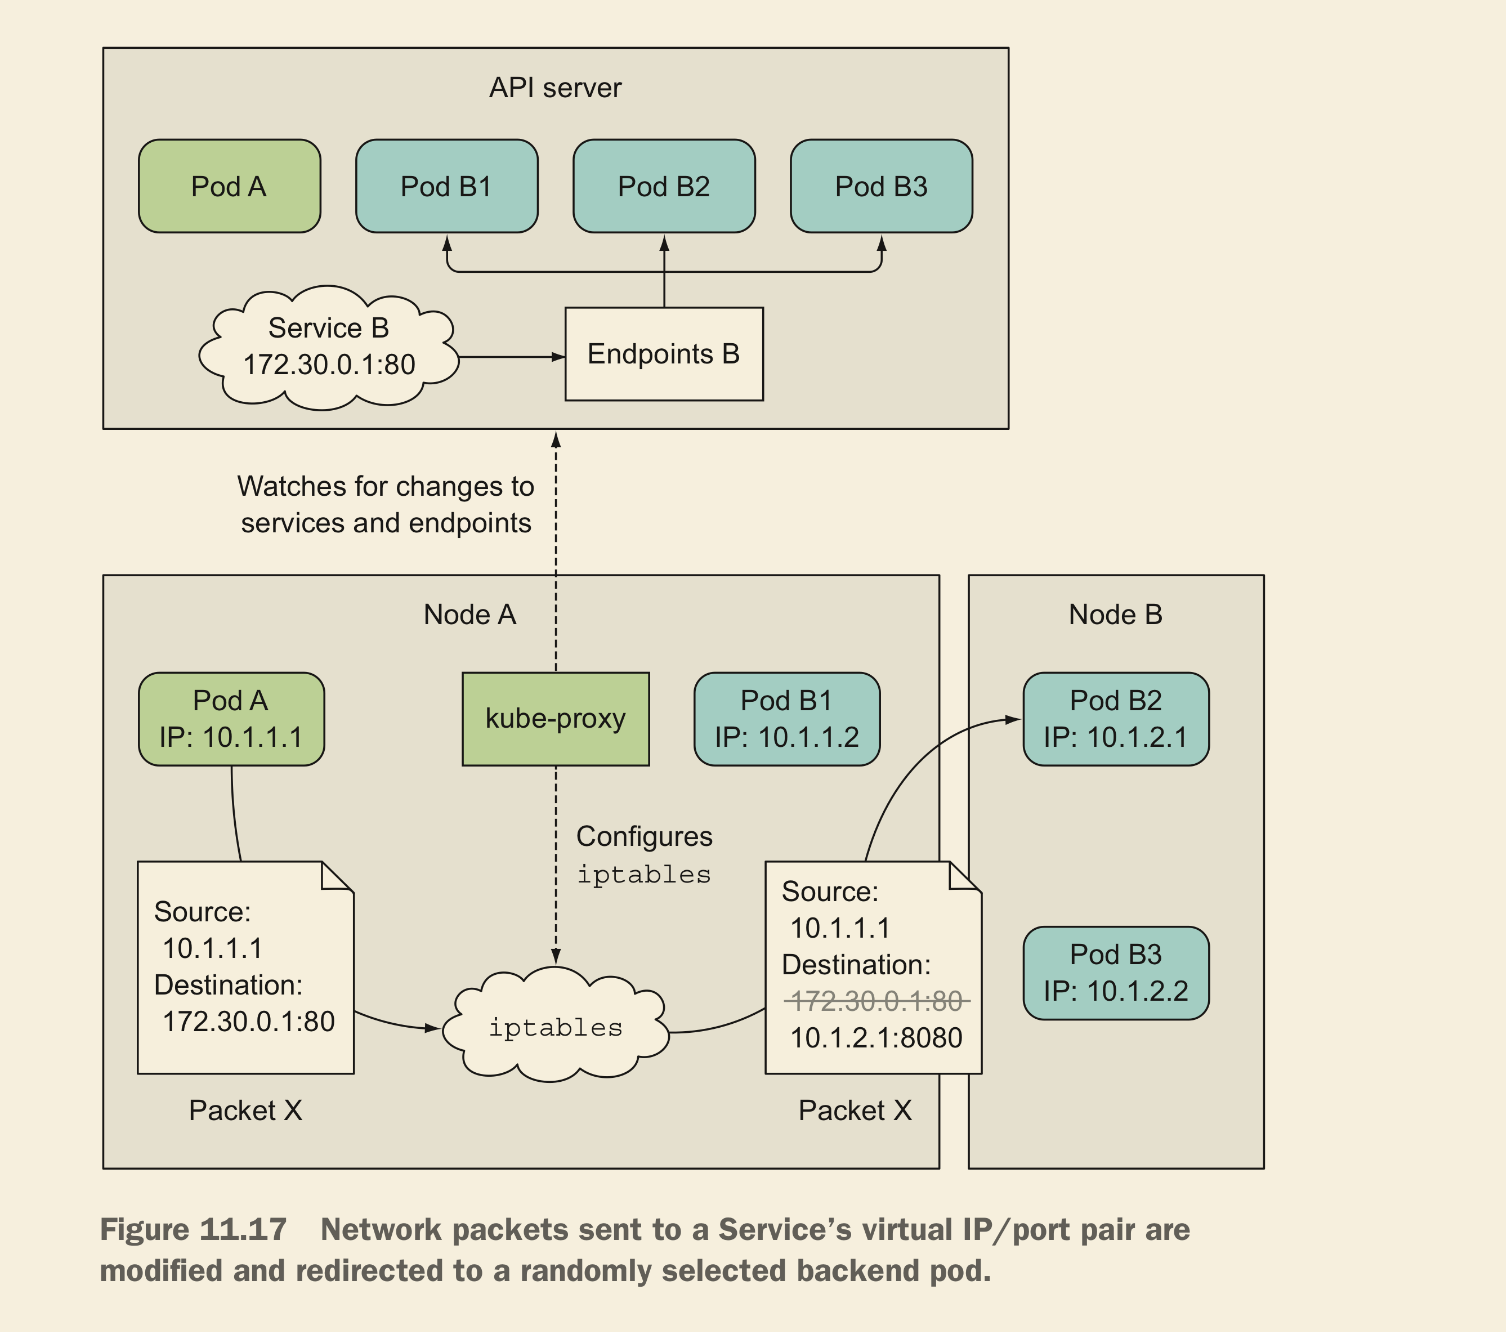 API server
Pod A
Pod B1
Pod B2
Pod B3
Service B
172.30.0.1:80
Endpoints B
Watches for changes to
services and endpoints
Node A
Node B
Pod A
IP: 10.1.1.1
kube-proxy
Pod B1
IP: 10.1.1.2
Pod B2
IP: 10.1.2.1
Configures
iptables
Source:
10.1.1.1
Destination:
172.30.0.1:80
Packet X
iptables
Source:
10.1.1.1
Destination:
172.30.0.1:80
10.1.2.1:8080
Packet X
Pod B3
IP: 10.1.2.2
Figure 11.17 Network packets sent to a Service’s virtual IP/port pair are
modified and redirected to a randomly selected backend pod.